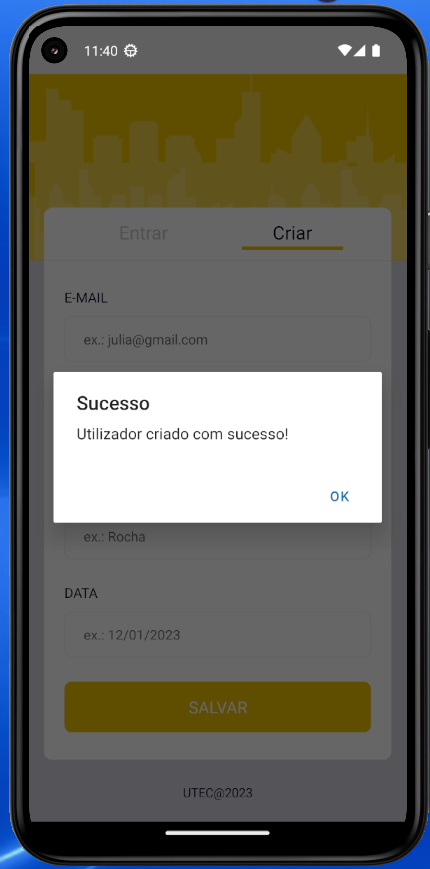 11:40
Entrar
Criar
E-MAIL
ex.: julia@gmail.com
Sucesso
Utilizador criado com sucesso!
OK
ex.: Rocha
DATA
ex.: 12/01/2023
SALVAR
UTEC@2023